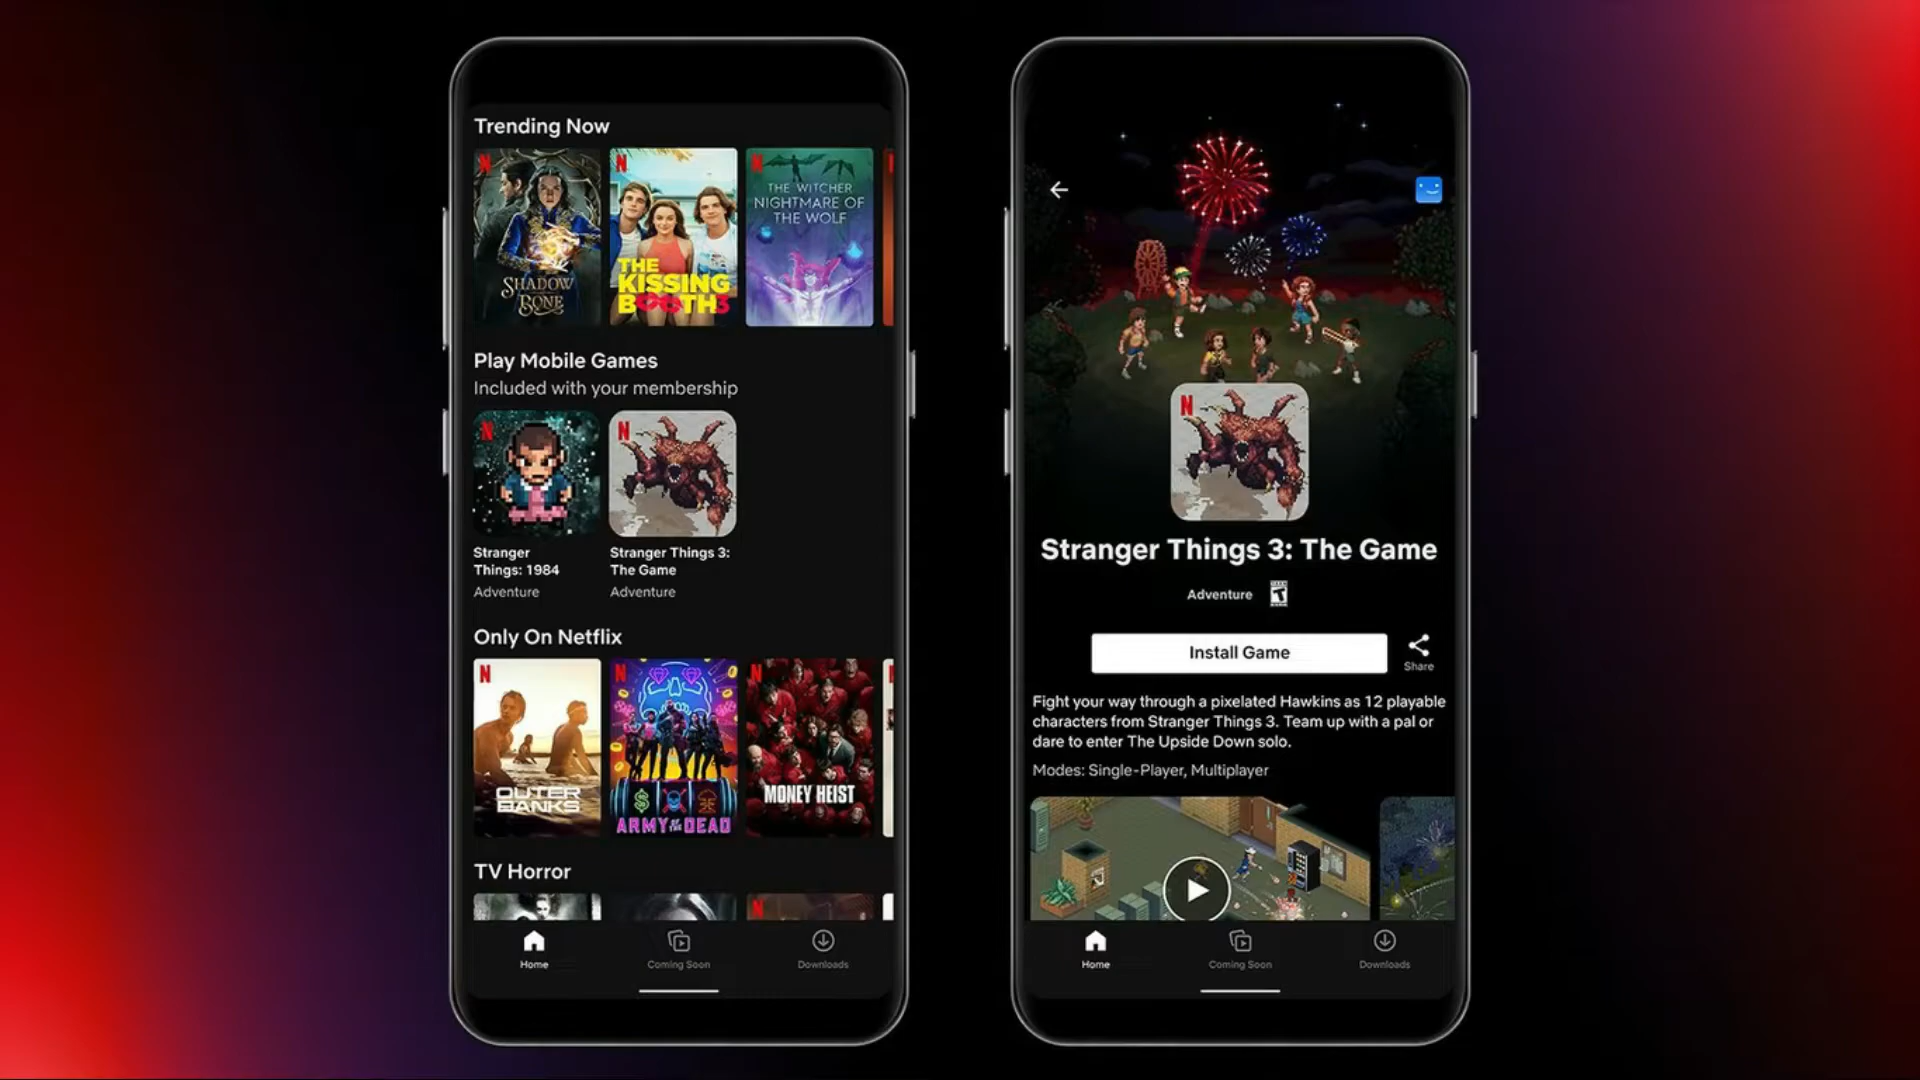 Trending Now
N
SHADOW
AND
BONE
N
THE
KISSING
BOOTH3
N
THE WITCHER
NIGHTMARE OF
THE WOLF
Play Mobile Games
Included with your membership
N
Stranger
Things: 1984
Adventure
N
Stranger Things 3:
The Game
Adventure
Only On Netflix
N
OUTER
BANKS
N
ARMY OF THE DEAD
N
MONEY HEIST
TV Horror
N
Home
Coming Soon
Downloads
N
Stranger Things 3: The Game
Adventure
T
Install Game
Share
Fight your way through a pixelated Hawkins as 12 playable
characters from Stranger Things 3. Team up with a pal or
dare to enter The Upside Down solo.
Modes: Single-Player, Multiplayer
Home
Coming Soon
Downloads